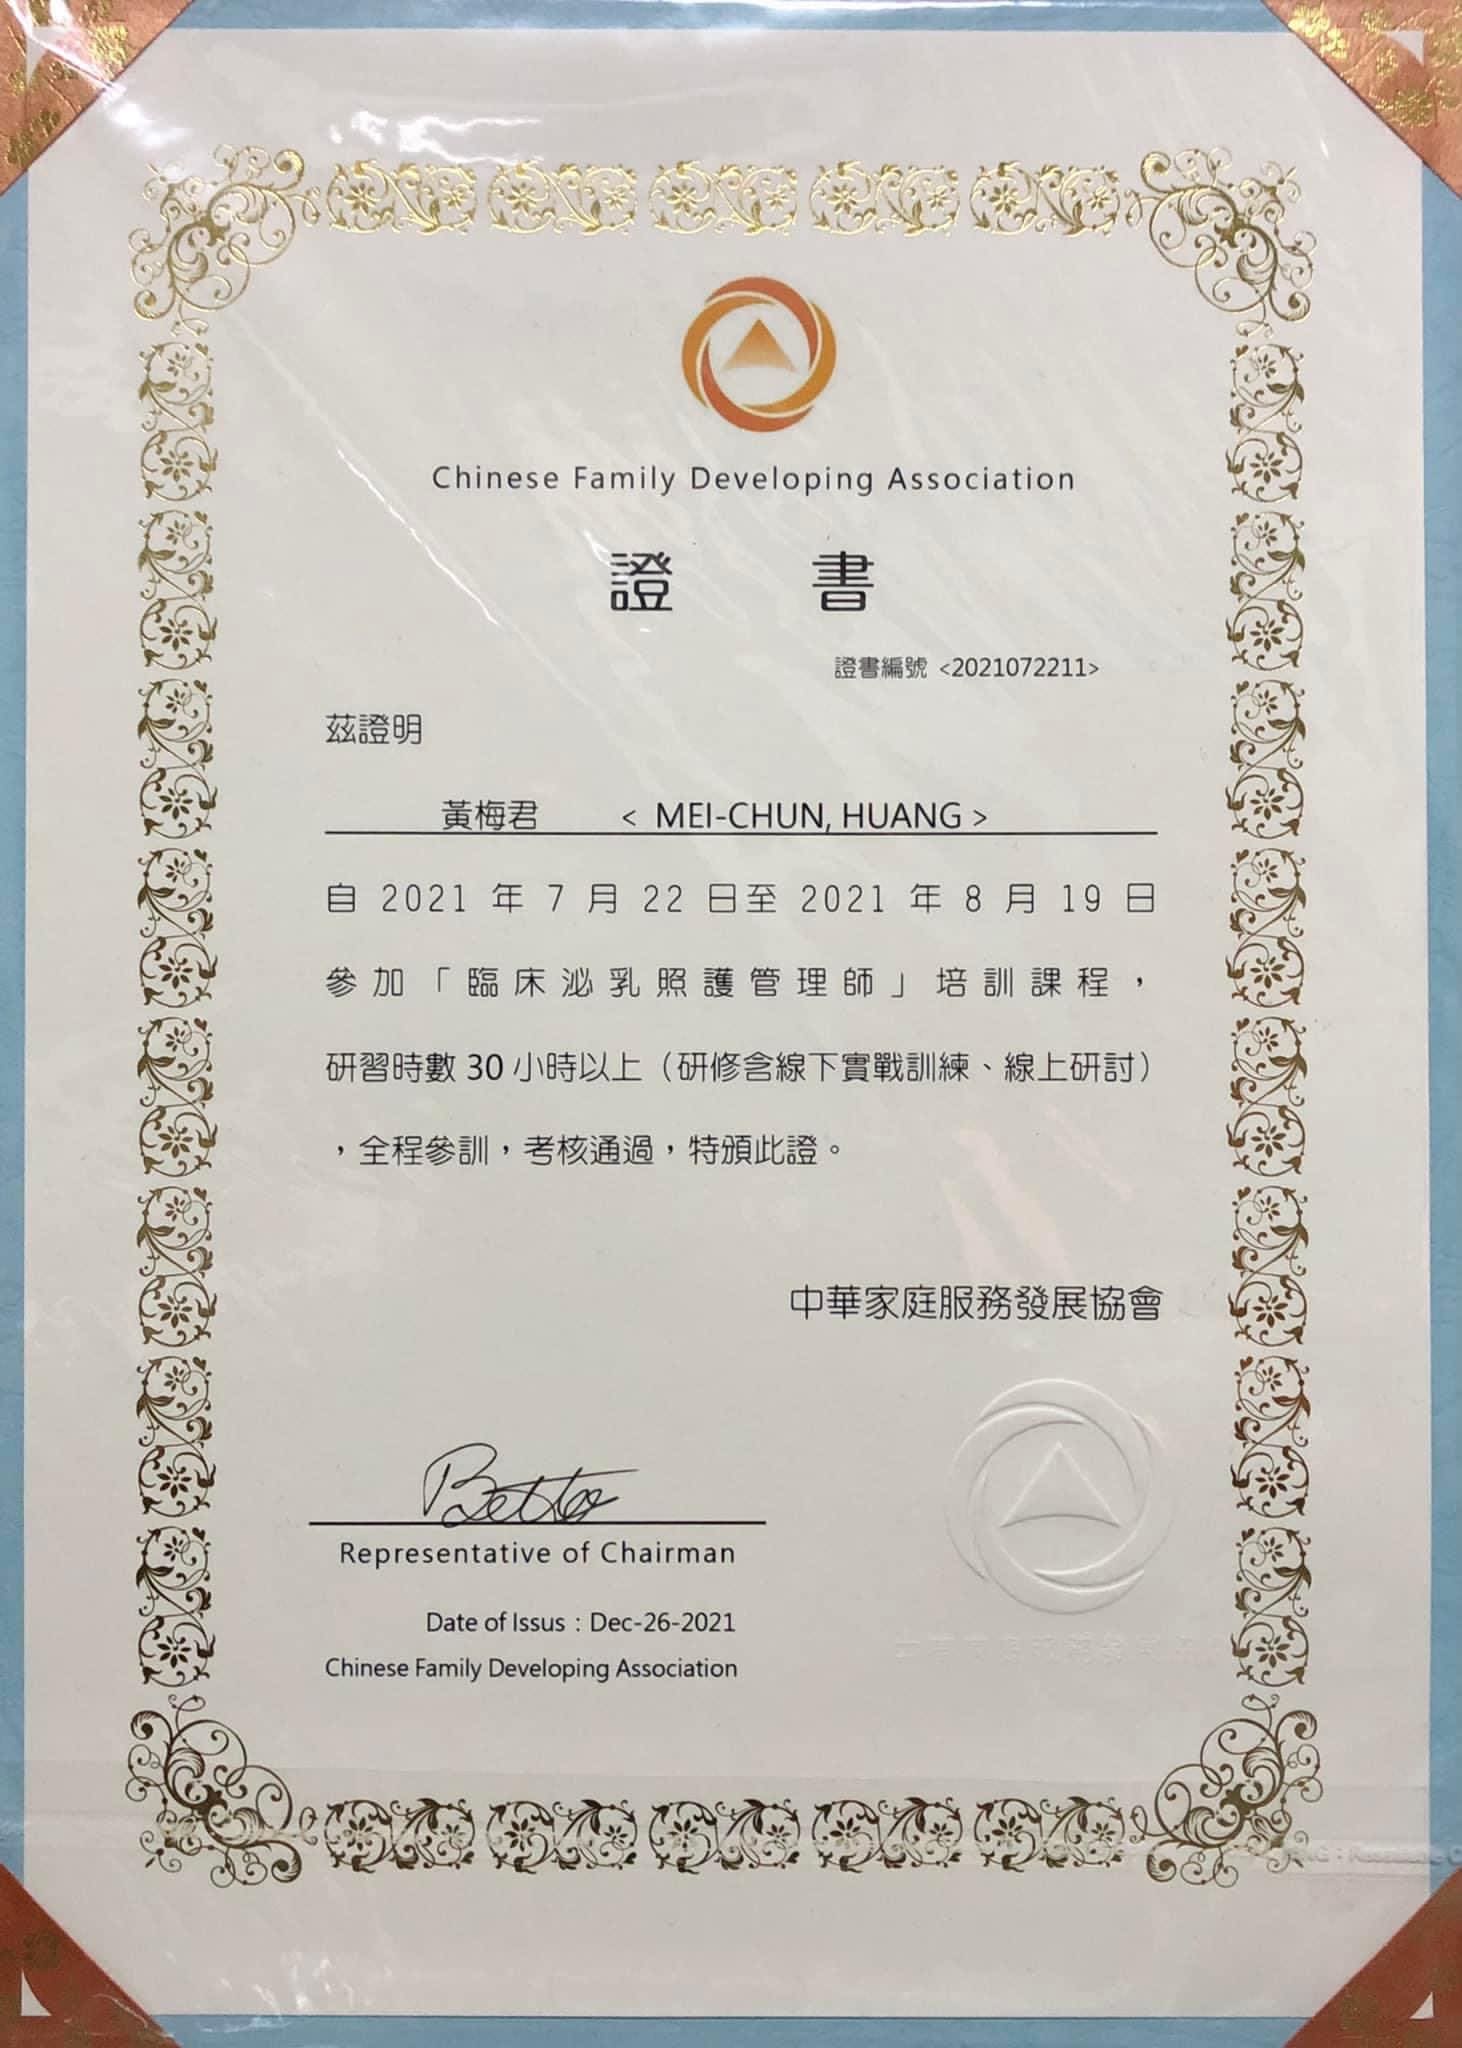 Chinese Family Developing Association
證 書
證書編號 <2021072211>
茲證明
黃梅君 < MEI-CHUN, HUANG >
自 2021 年 7 月 22 日至 2021 年 8 月 19 日
參加「臨床泌乳照護管理師」培訓課程，
研習時數 30 小時以上（研修含線下實戰訓練、線上研討）
，全程參訓，考核通過，特頒此證。
中華家庭服務發展協會
Representative of Chairman
Date of Issus：Dec-26-2021
Chinese Family Developing Association